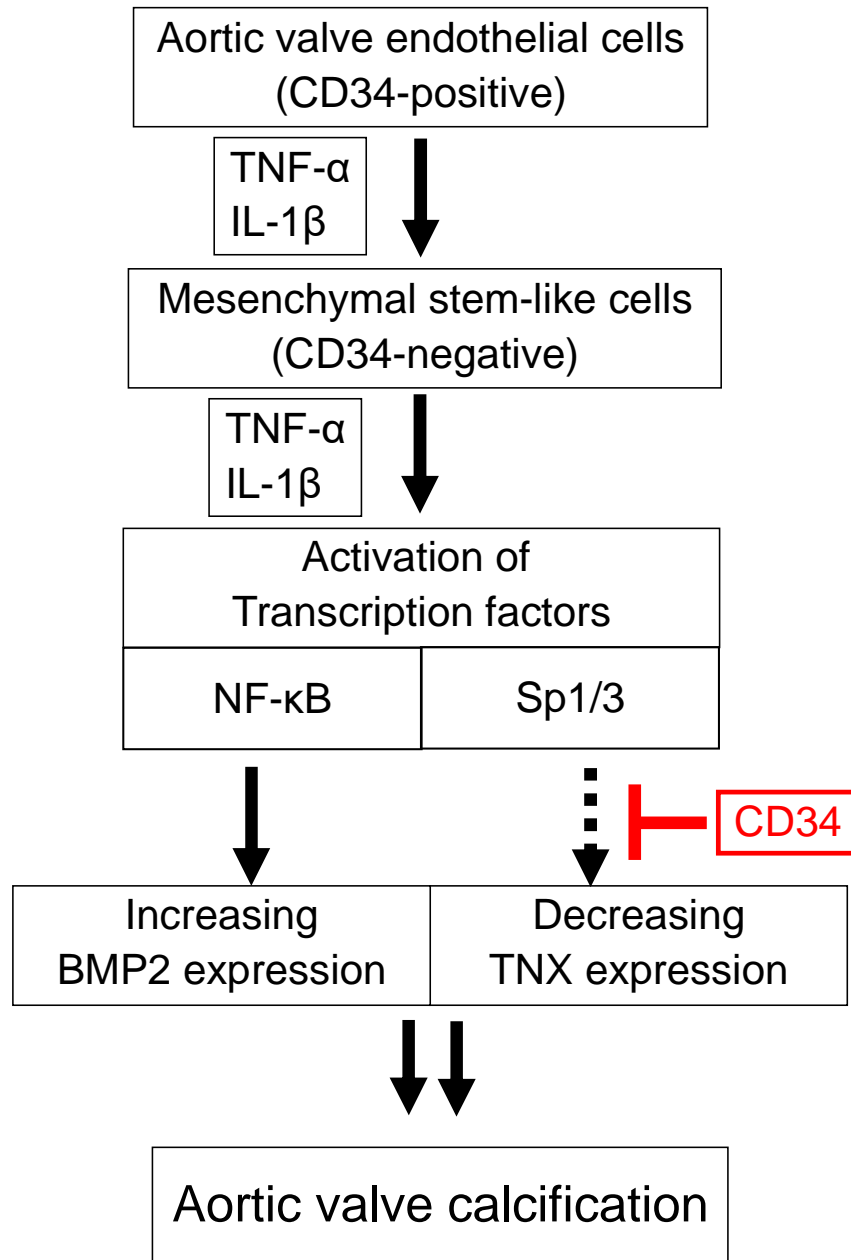 Aortic valve endothelial cells
(CD34-positive)
TNF-α
IL-1β
Mesenchymal stem-like cells
(CD34-negative)
TNF-α
IL-1β
Activation of
Transcription factors
NF-κB
Sp1/3
CD34
Increasing
BMP2 expression
Decreasing
TNX expression
Aortic valve calcification